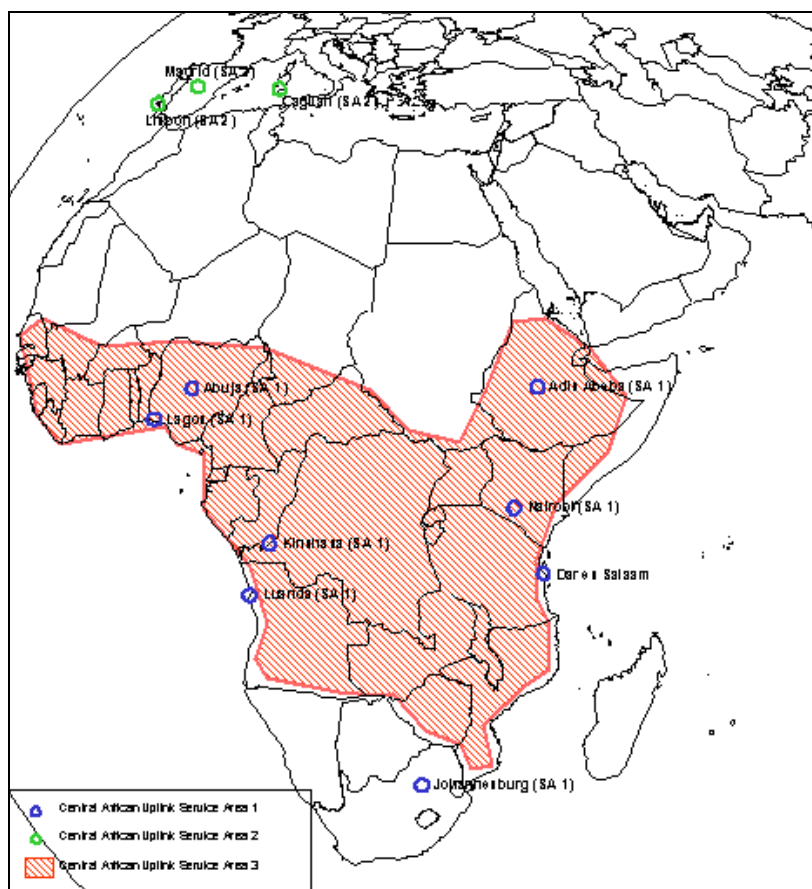 Madrid (SA 2)
Cagliari (SA 2)
Lisbon (SA 2)
Abuja (SA 1)
Adis Abeba (SA 1)
Lagos (SA 1)
Nairobi (SA 1)
Kinshasa (SA 1)
Dar es Salaam
Luanda (SA 1)
Johannenburg (SA 1)
Central African Uplink Service Area 1
Central African Uplink Service Area 2
Central African Uplink Service Area 3